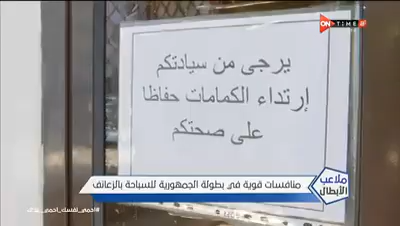 ON TIME
يرجى من سيادتكم
إرتداء الكمامات حفاظا
على صحتكم
ملاعب الأبطال
منافسات قوية في بطولة الجمهورية للسباحة بالزعانف